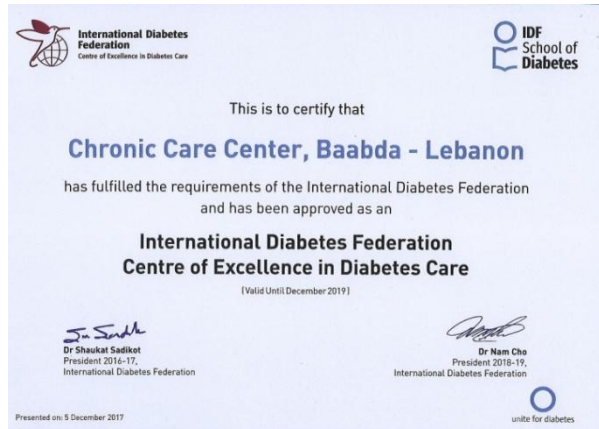 International Diabetes
Federation
Centre of Excellence in Diabetes Care
IDF
School of
Diabetes
This is to certify that
Chronic Care Center, Baabda - Lebanon
has fulfilled the requirements of the International Diabetes Federation
and has been approved as an
International Diabetes Federation
Centre of Excellence in Diabetes Care
(Valid Until December 2019)
Dr Shaukat Sadikot
President 2016-17,
International Diabetes Federation
Dr Nam Cho
President 2018-19,
International Diabetes Federation
Presented on: 5 December 2017
unite for diabetes